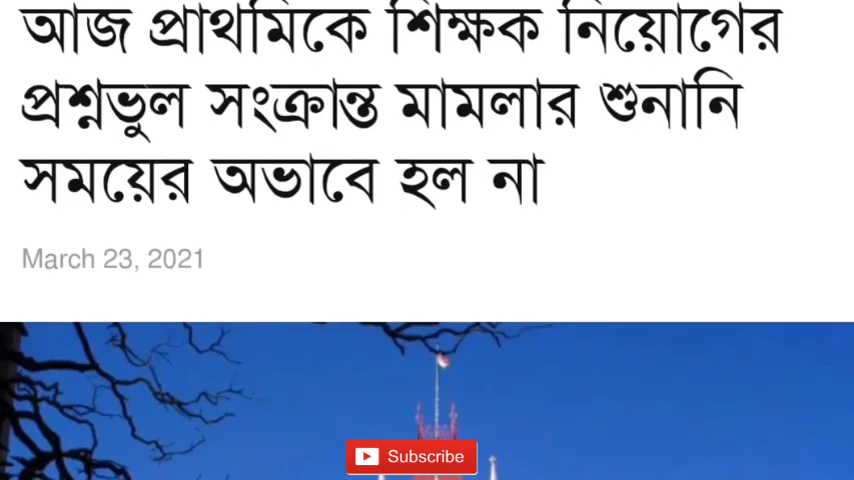 আজ প্রাথমিকে শিক্ষক নিয়োগের
প্রশ্নভুল সংক্রান্ত মামলার শুনানি
সময়ের অভাবে হল না
March 23, 2021
Subscribe